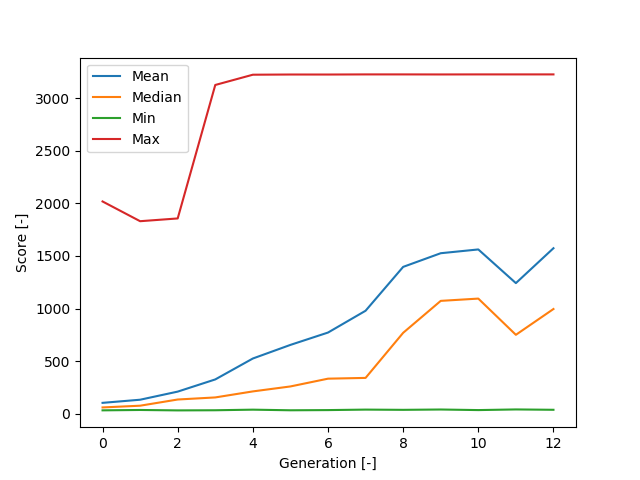 Mean
Median
Min
Max
3000
2500
2000
1500
1000
500
0
Score [-]
0 2 4 6 8 10 12
Generation [-]